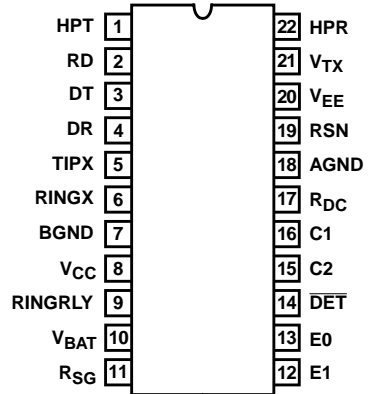 HPT 1 22 HPR
RD 2 21 VTX
DT 3 20 VEE
DR 4 19 RSN
TIPX 5 18 AGND
RINGX 6 17 RDC
BGND 7 16 C1
VCC 8 15 C2
RINGRLY 9 14 D̅E̅T̅
VBAT 10 13 E0
RSG 11 12 E1